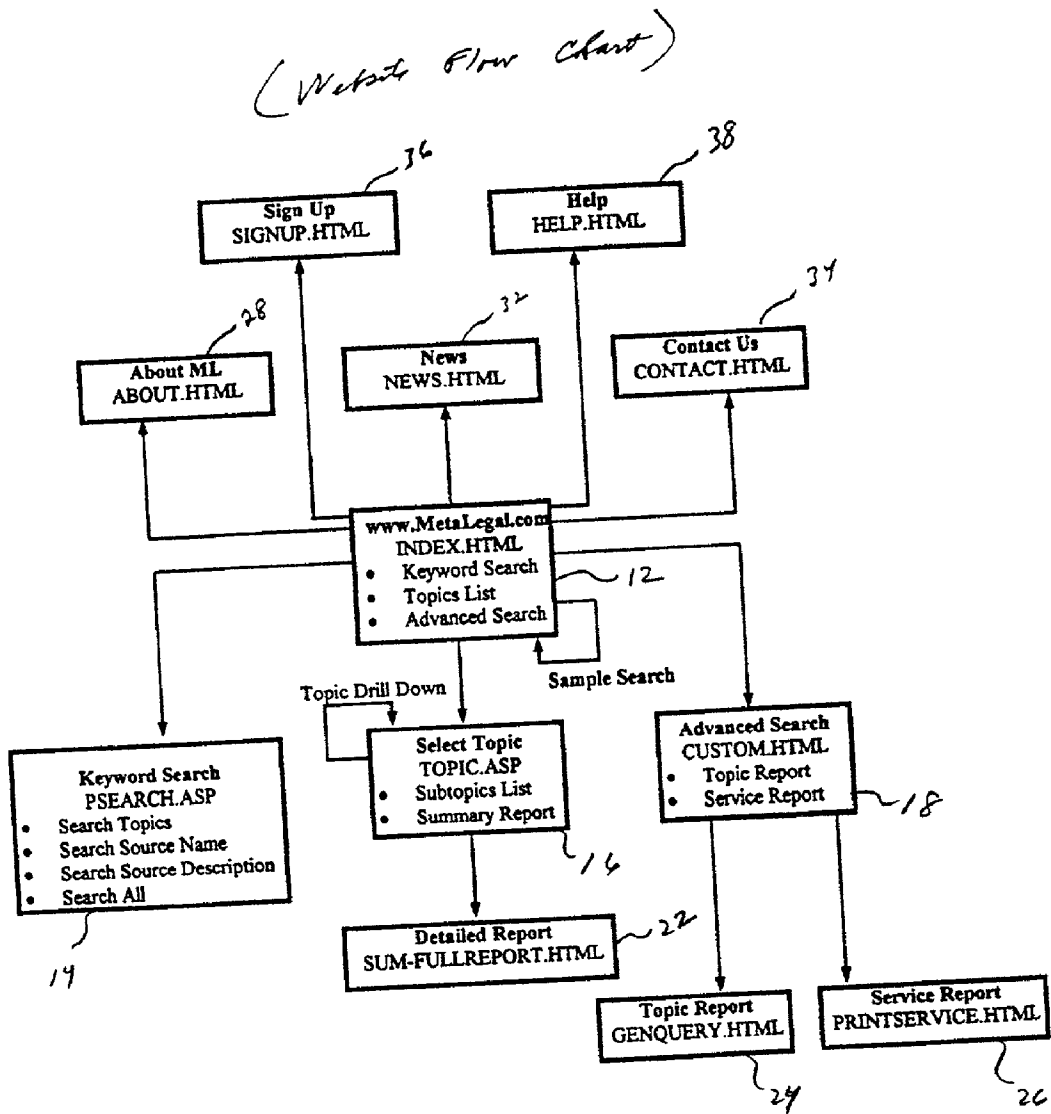 (Website Flow Chart)
36
38
Sign Up
SIGNUP.HTML
Help
HELP.HTML
28
32
34
About ML
ABOUT.HTML
News
NEWS.HTML
Contact Us
CONTACT.HTML
www.MetaLegal.com
INDEX.HTML
• Keyword Search
• Topics List
• Advanced Search
12
Sample Search
Topic Drill Down
Keyword Search
PSEARCH.ASP
• Search Topics
• Search Source Name
• Search Source Description
• Search All
14
Select Topic
TOPIC.ASP
• Subtopics List
• Summary Report
16
Advanced Search
CUSTOM.HTML
• Topic Report
• Service Report
18
Detailed Report
SUM-FULLREPORT.HTML
22
Topic Report
GENQUERY.HTML
24
Service Report
PRINTSERVICE.HTML
26